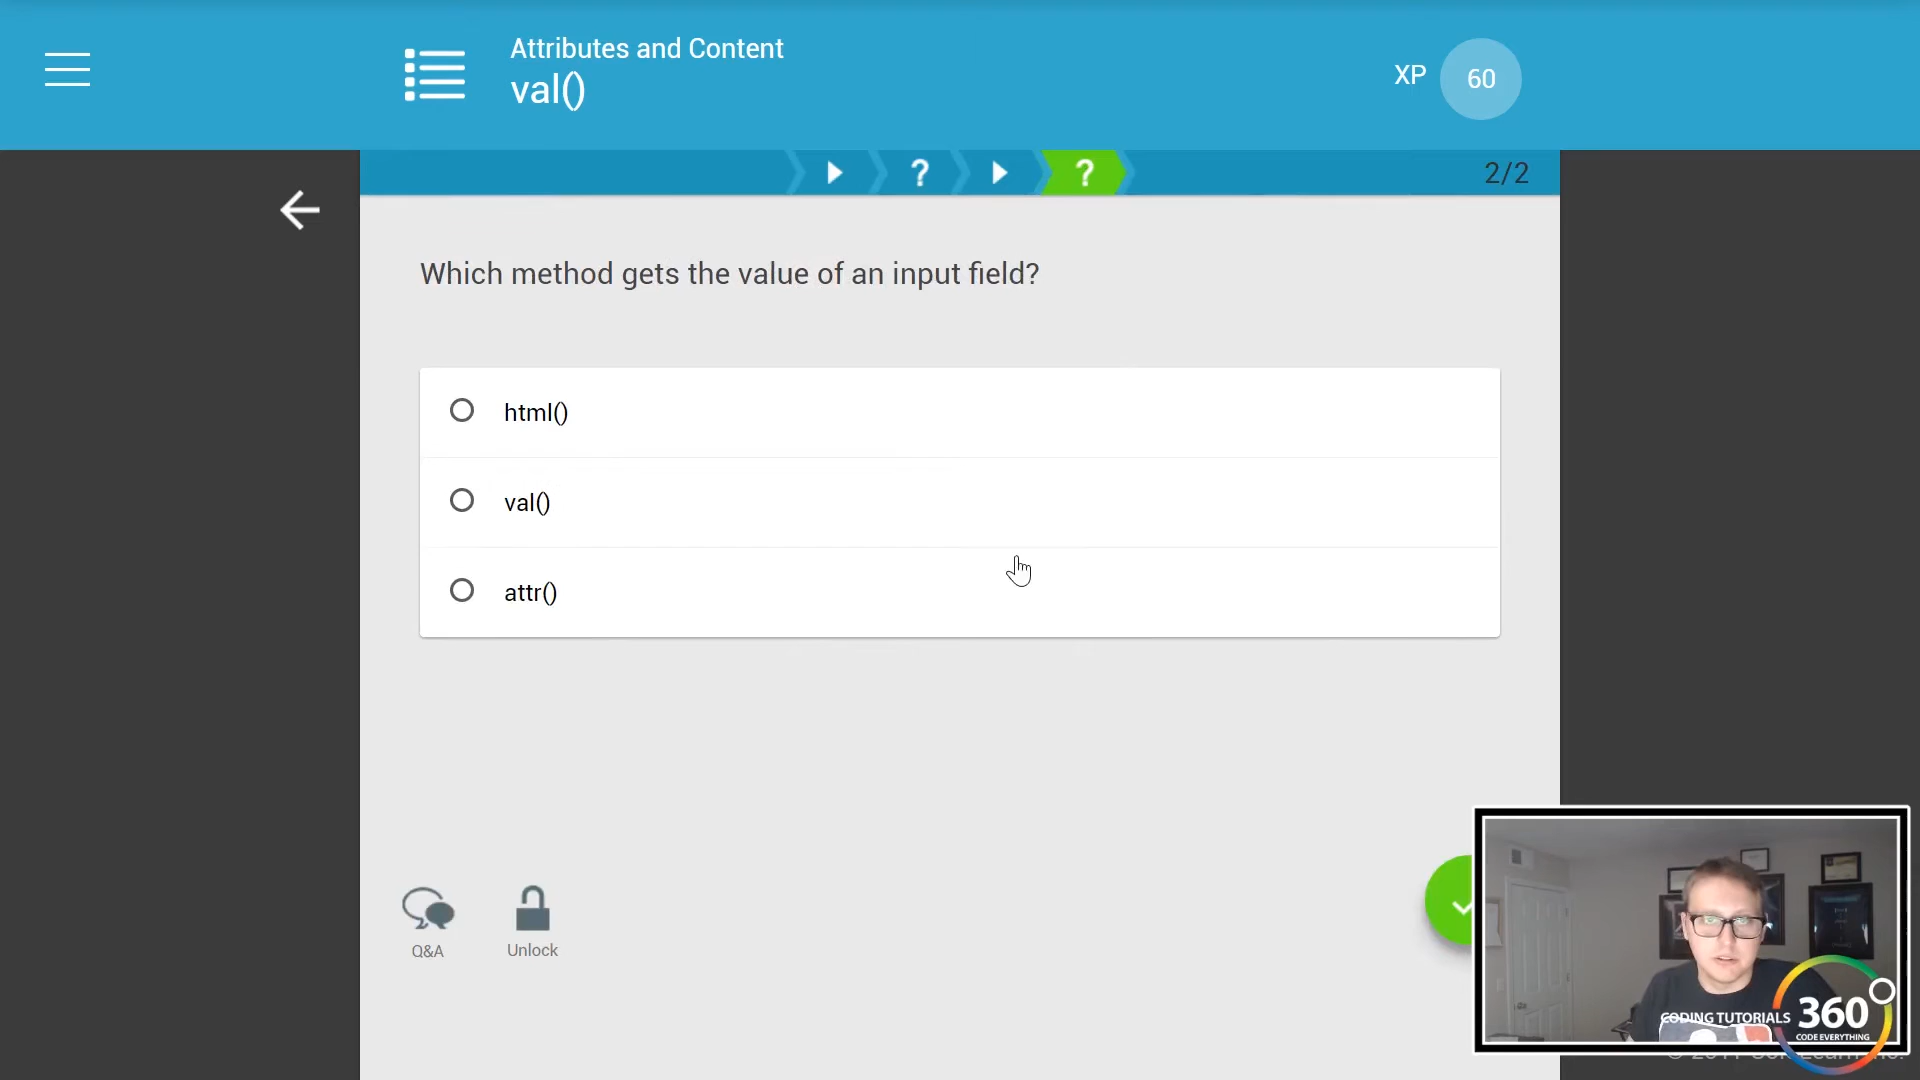 Attributes and Content
val()
XP 60
? ? 2/2
Which method gets the value of an input field?
html()
val()
attr()
Q&A
Unlock
CODING TUTORIALS 360
CODE EVERYTHING